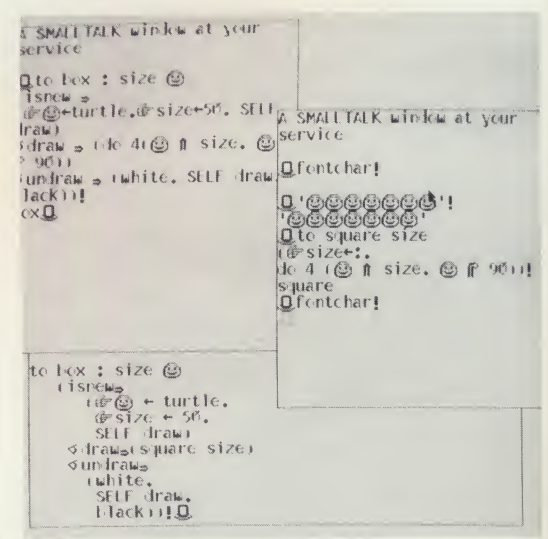 A SMALLTALK window at your
service
to box : size ☺
isnew ⇒
☞☺←turtle.☞size←50. SELF
draw)
draw ⇒ (do 4(☺ ⇑ size. ☺
90))
undraw ⇒ (white. SELF draw.
black))!
box
A SMALLTALK window at your
service
fontchar!
'☺☺☺☺☺☺☺'!
'☺☺☺☺☺☺☺'
to square size
(☞size←:.
do 4 (☺ ⇑ size. ☺ ↱ 90))!
square
fontchar!
to box : size ☺
(isnew⇒
(☞☺ ← turtle.
☞size ← 50.
SELF draw)
⊲draw⇒(square size)
⊲undraw⇒
(white.
SELF draw.
black))!